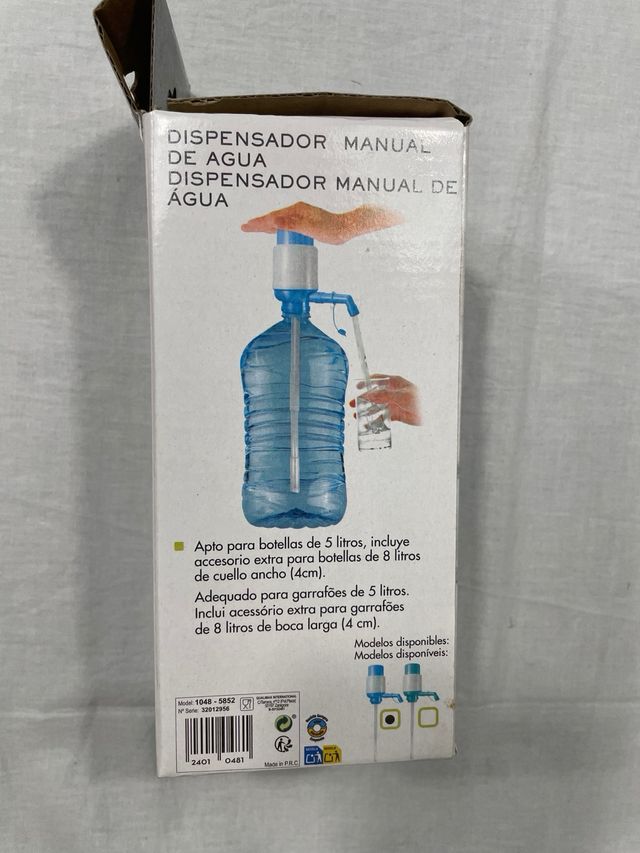 DISPENSADOR MANUAL
DE AGUA
DISPENSADOR MANUAL DE
ÁGUA
Apto para botellas de 5 litros, incluye
accesorio extra para botellas de 8 litros
de cuello ancho (4cm).
Adequado para garrafões de 5 litros.
Inclui acessório extra para garrafões
de 8 litros de boca larga (4 cm).
Modelos disponibles:
Modelos disponíveis:
Model: 1048 - 5852
Nº Serie: 32012956
QUALIMAX INTERNATIONAL
2401 0481
Made in P.R.C.